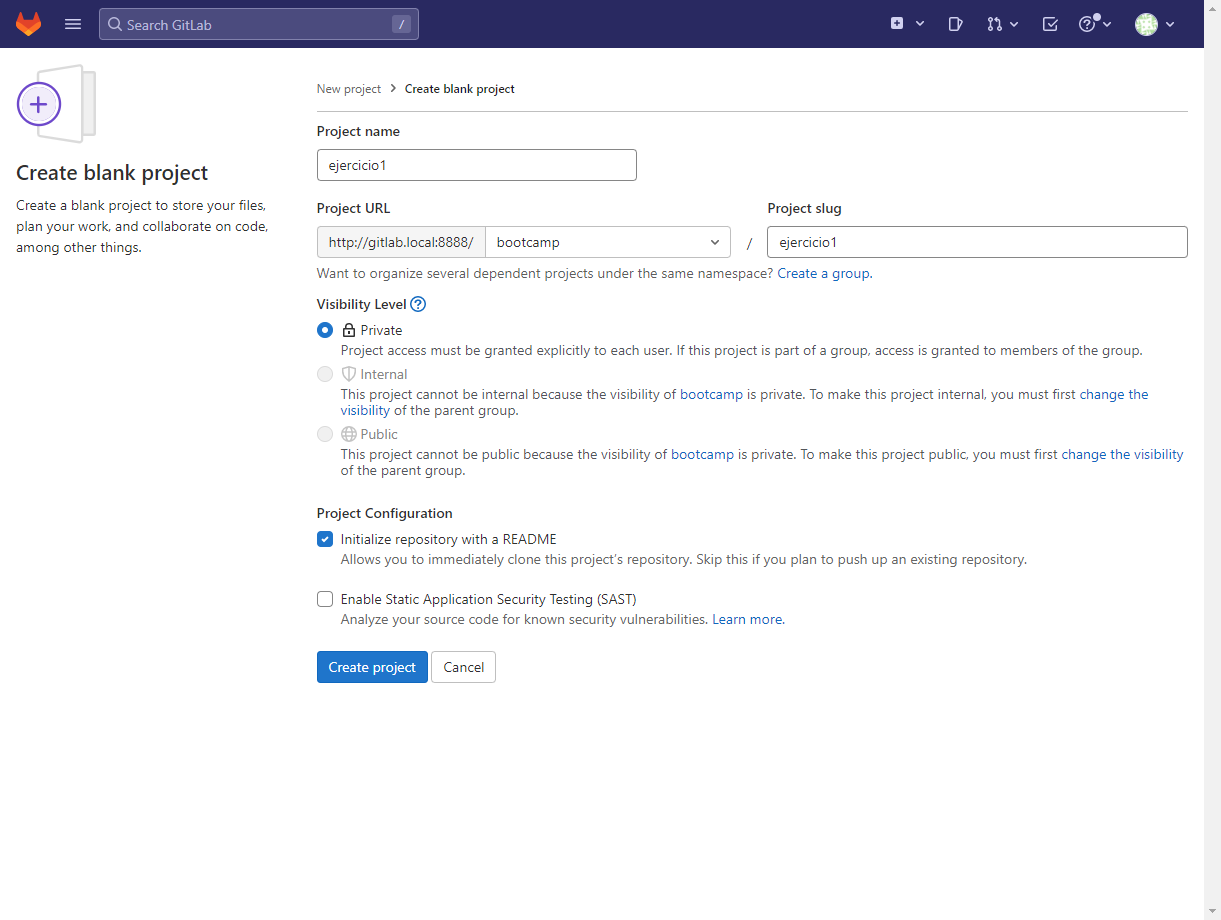 Search GitLab /
Create blank project
Create a blank project to store your files,
plan your work, and collaborate on code,
among other things.
New project > Create blank project
Project name
ejercicio1
Project URL
Project slug
http://gitlab.local:8888/ bootcamp / ejercicio1
Want to organize several dependent projects under the same namespace? Create a group.
Visibility Level
Private
Project access must be granted explicitly to each user. If this project is part of a group, access is granted to members of the group.
Internal
This project cannot be internal because the visibility of bootcamp is private. To make this project internal, you must first change the
visibility of the parent group.
Public
This project cannot be public because the visibility of bootcamp is private. To make this project public, you must first change the visibility
of the parent group.
Project Configuration
Initialize repository with a README
Allows you to immediately clone this project’s repository. Skip this if you plan to push up an existing repository.
Enable Static Application Security Testing (SAST)
Analyze your source code for known security vulnerabilities. Learn more.
Create project Cancel